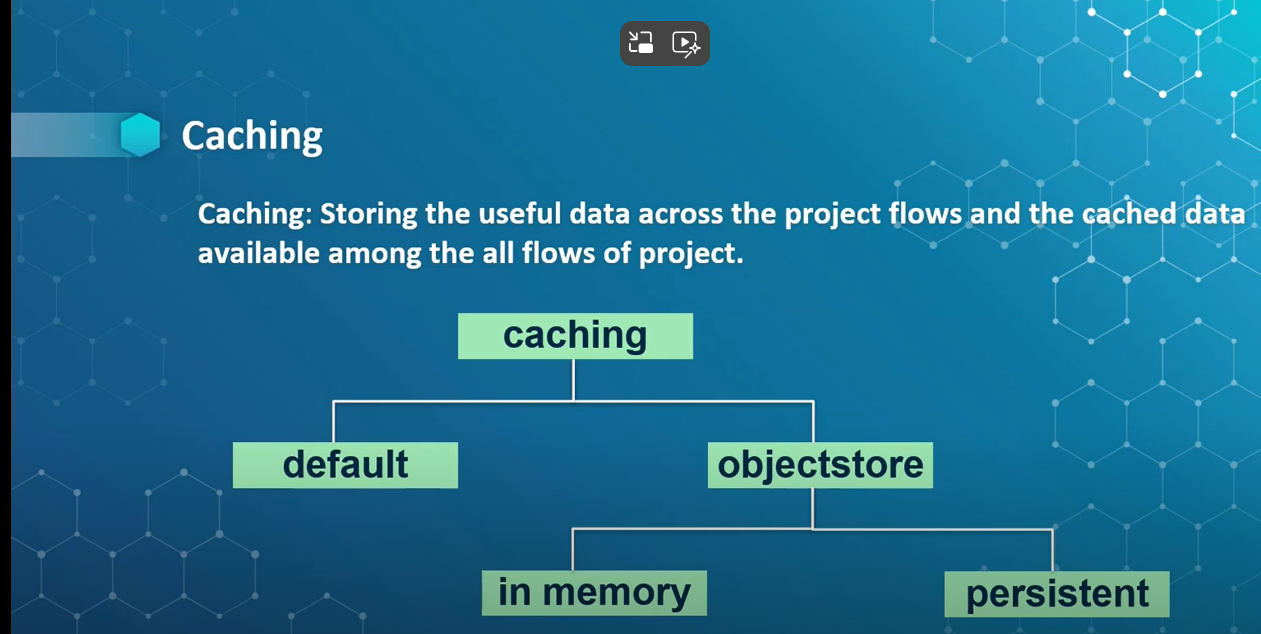 Caching
Caching: Storing the useful data across the project flows and the cached data
available among the all flows of project.
caching
default
objectstore
in memory
persistent